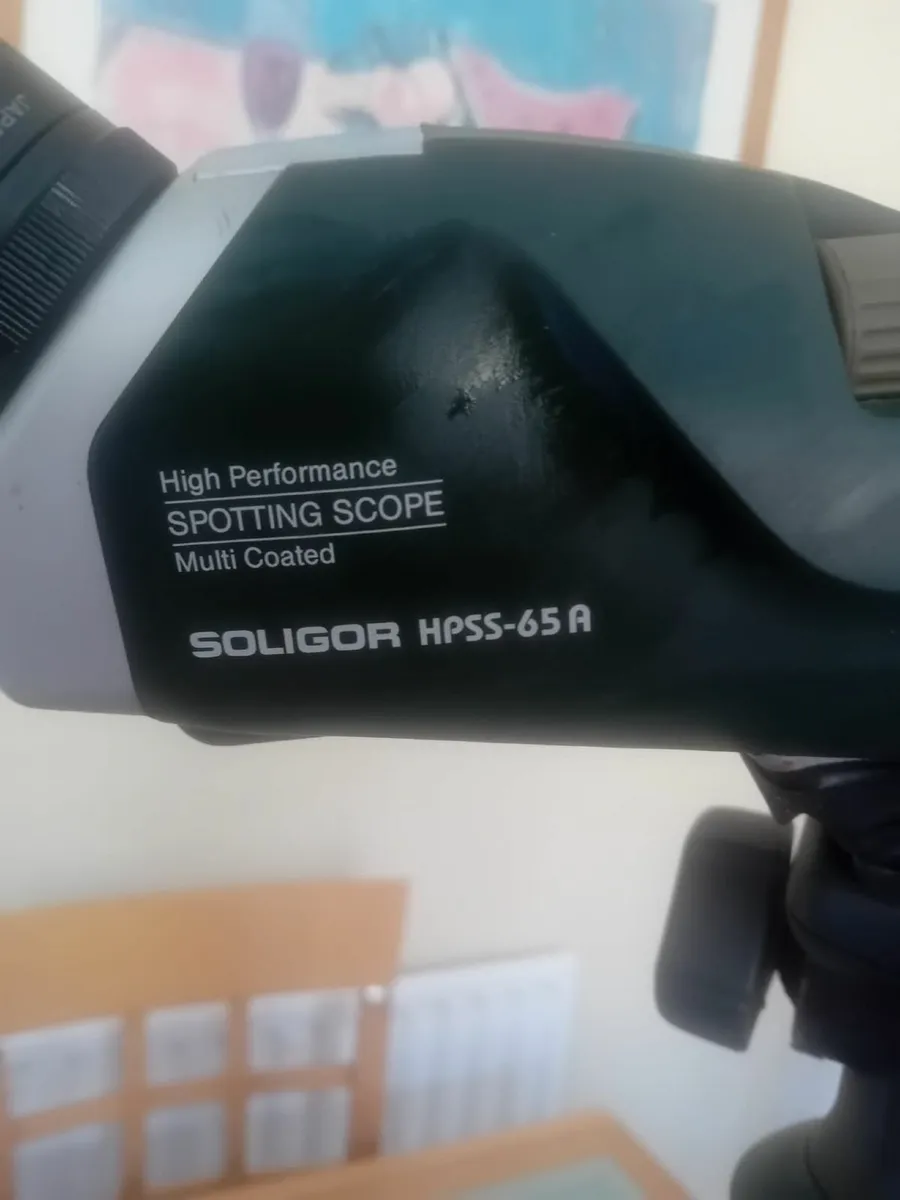 High Performance
SPOTTING SCOPE
Multi Coated
SOLIGOR HPSS-65A